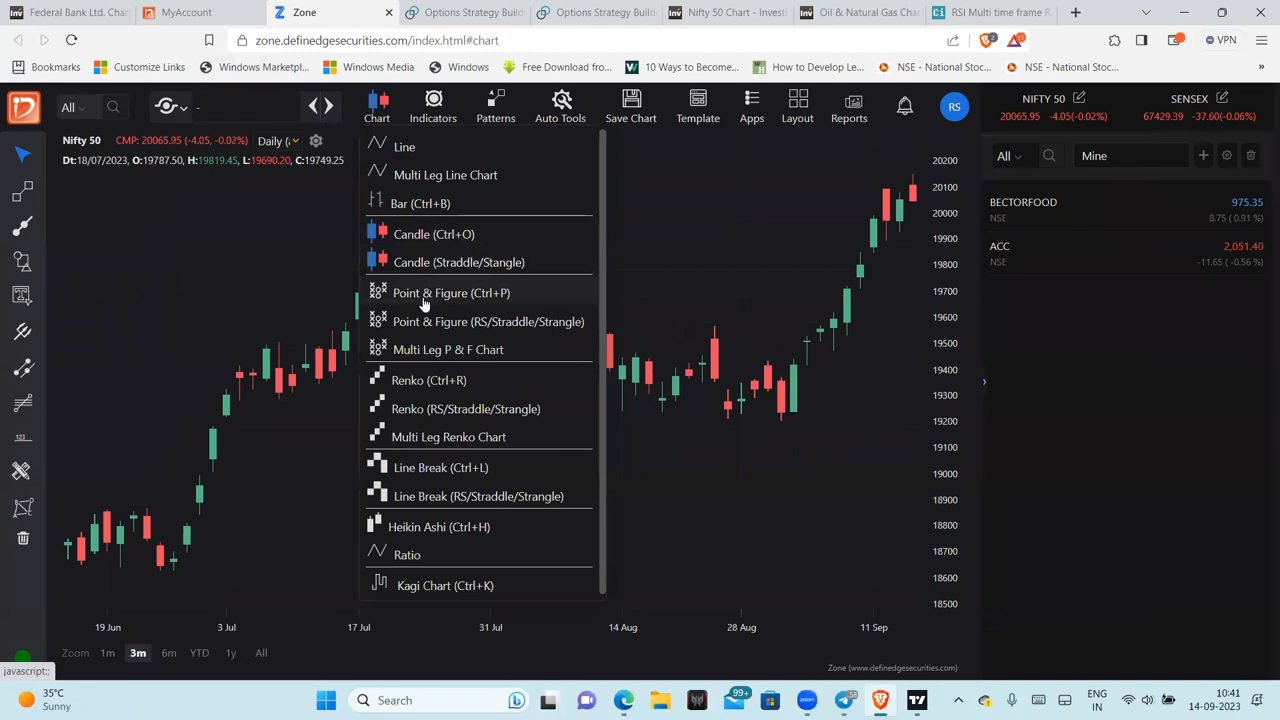 Federal Bank Ltd. Chart
MyAccount
Zone
Options Strategy Build
Options Strategy Build
Nifty 50 Chart - Investi
Oil & Natural Gas Char
RSI Multi time frame R
zone.definedgesecurities.com/index.html#chart
2
11
VPN
Bookmarks
Customize Links
Windows Marketpl...
Windows Media
Windows
Free Download fro...
10 Ways to Become...
How to Develop Le...
NSE - National Stoc...
NSE - National Stoc...
»
All
-
Chart
Indicators
Patterns
Auto Tools
Save Chart
Template
Apps
Layout
Reports
RS
NIFTY 50
20065.95 -4.05(-0.02%)
SENSEX
67429.39 -37.60(-0.06%)
Nifty 50 CMP: 20065.95 (-4.05, -0.02%) Daily (
Dt:18/07/2023, O:19787.50, H:19819.45, L:19690.20, C:19749.25
Line
Multi Leg Line Chart
Bar (Ctrl+B)
Candle (Ctrl+O)
Candle (Straddle/Stangle)
Point & Figure (Ctrl+P)
Point & Figure (RS/Straddle/Strangle)
Multi Leg P & F Chart
Renko (Ctrl+R)
Renko (RS/Straddle/Strangle)
Multi Leg Renko Chart
Line Break (Ctrl+L)
Line Break (RS/Straddle/Strangle)
Heikin Ashi (Ctrl+H)
Ratio
Kagi Chart (Ctrl+K)
20200
20100
20000
19900
19800
19700
19600
19500
19400
19300
19200
19100
19000
18900
18800
18700
18600
18500
All
Mine
BECTORFOOD 975.35
NSE 8.75 ( 0.91 %)
ACC 2,051.40
NSE -11.65 ( -0.56 %)
123
19 Jun
3 Jul
17 Jul
31 Jul
14 Aug
28 Aug
11 Sep
Zoom 1m 3m 6m YTD 1y All
Zone (www.definedgesecurities.com)
javascript:;
35°C
Sunny
Search
99+
zoom
ENG
IN
10:41
14-09-2023